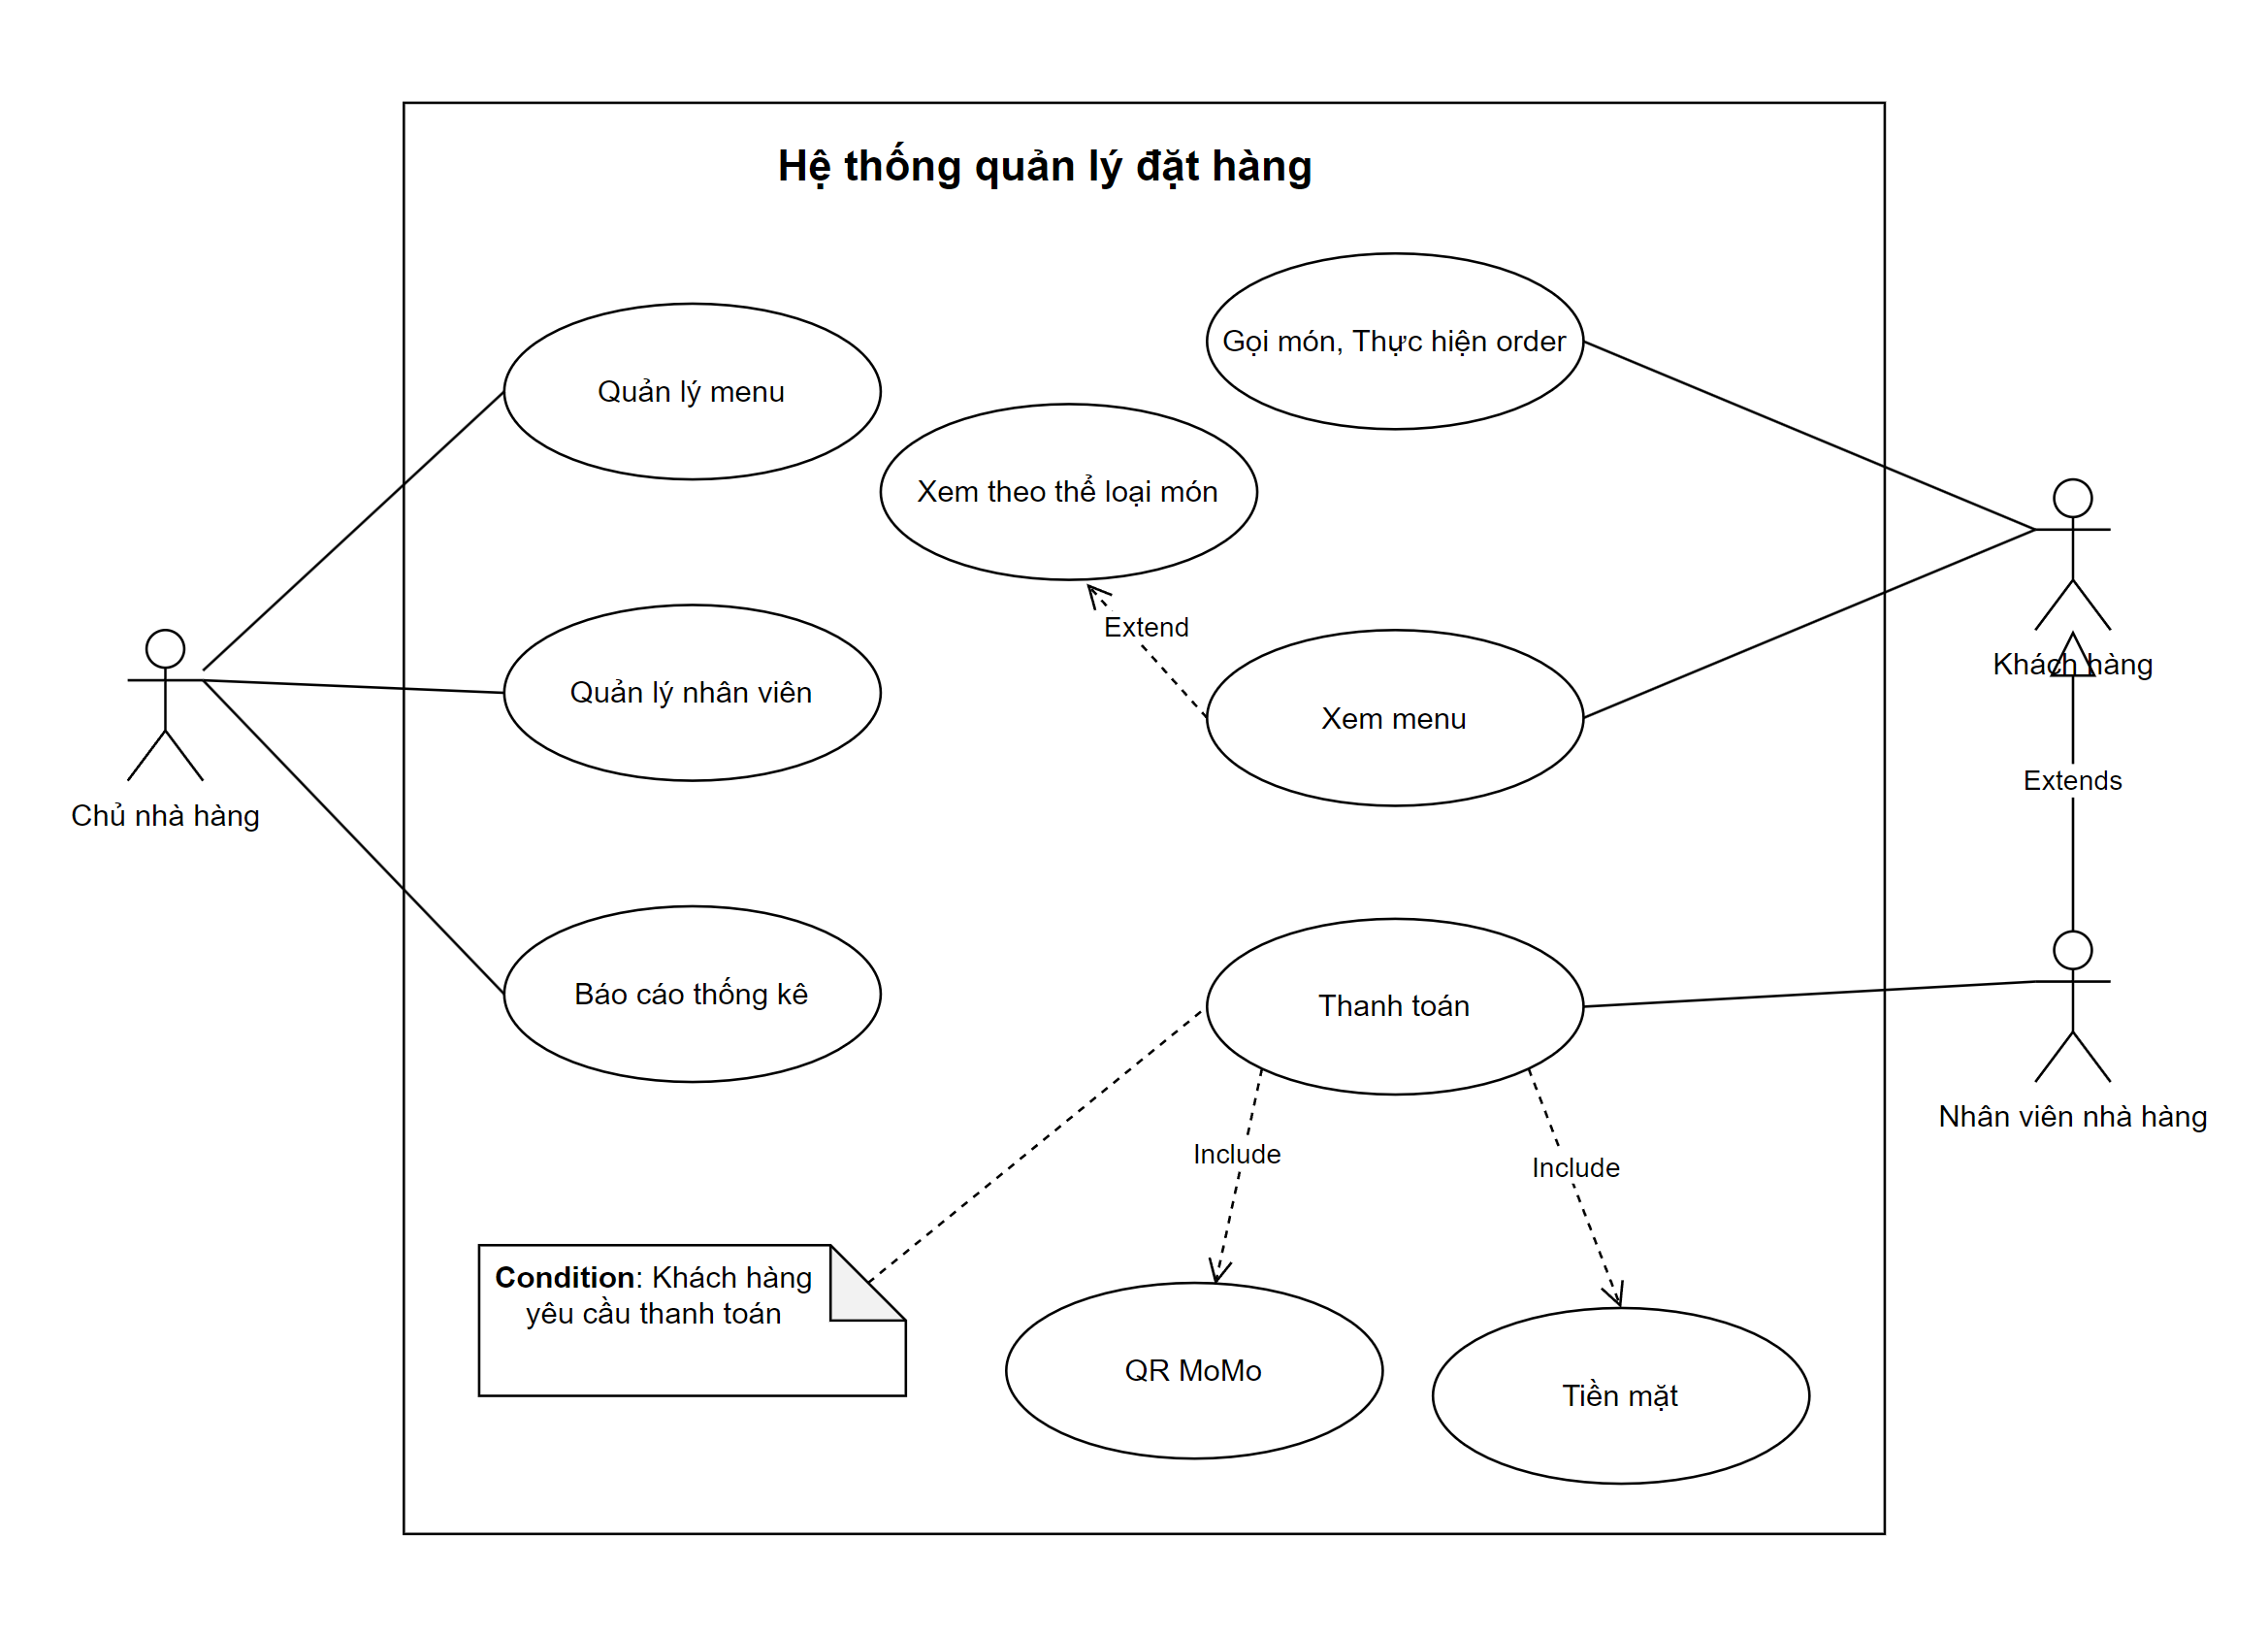 Hệ thống quản lý đặt hàng
Gọi món, Thực hiện order
Quản lý menu
Xem theo thể loại món
Extend
Khách hàng
Quản lý nhân viên
Xem menu
Extends
Chủ nhà hàng
Báo cáo thống kê
Thanh toán
Nhân viên nhà hàng
Include
Include
Condition: Khách hàng
yêu cầu thanh toán
QR MoMo
Tiền mặt